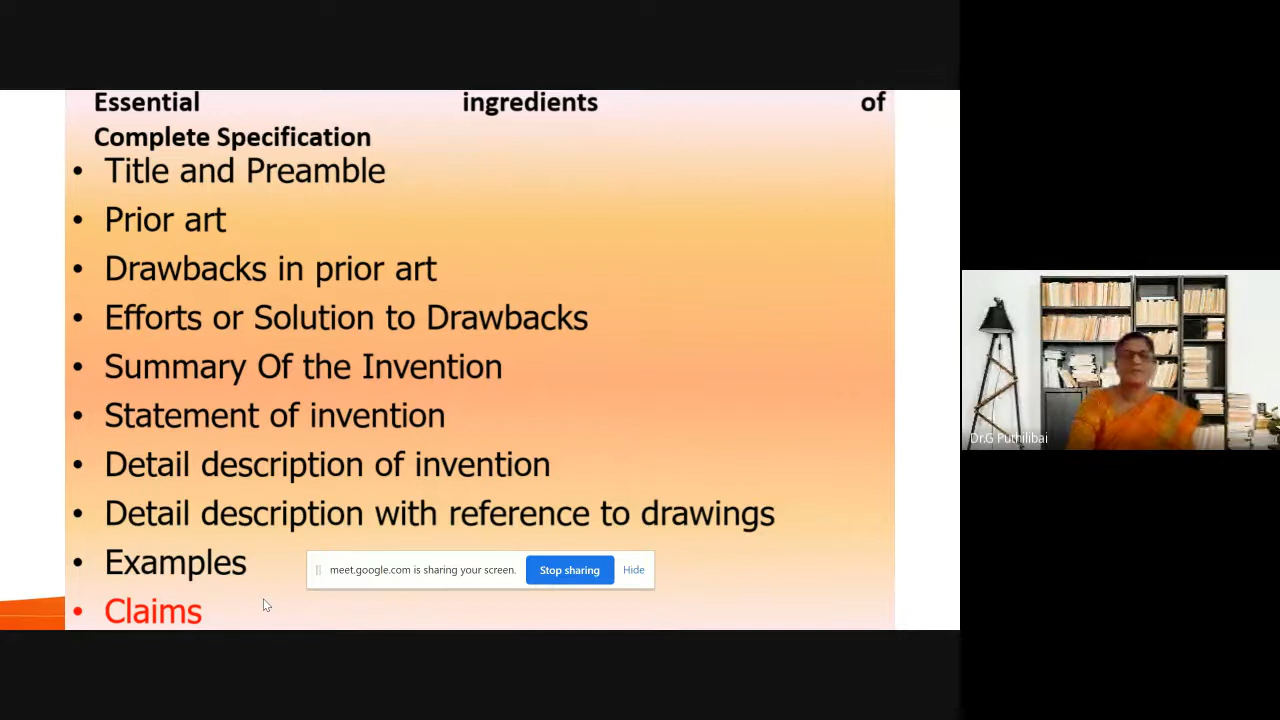 Essential ingredients of
Complete Specification
• Title and Preamble
• Prior art
• Drawbacks in prior art
• Efforts or Solution to Drawbacks
• Summary Of the Invention
• Statement of invention
• Detail description of invention
• Detail description with reference to drawings
• Examples
meet.google.com is sharing your screen. Stop sharing Hide
• Claims
Dr.G Puthilibai